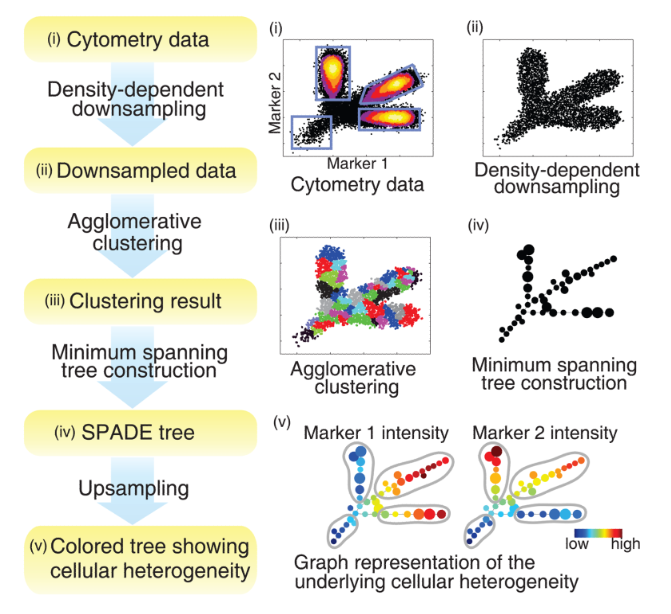 (i) Cytometry data
Density-dependent
downsampling
(ii) Downsampled data
Agglomerative
clustering
(iii) Clustering result
Minimum spanning
tree construction
(iv) SPADE tree
Upsampling
(v) Colored tree showing
cellular heterogeneity
(i)
Marker 2
Marker 1
Cytometry data
(ii)
Density-dependent
downsampling
(iii)
Agglomerative
clustering
(iv)
Minimum spanning
tree construction
(v)
Marker 1 intensity
Marker 2 intensity
low high
Graph representation of the
underlying cellular heterogeneity